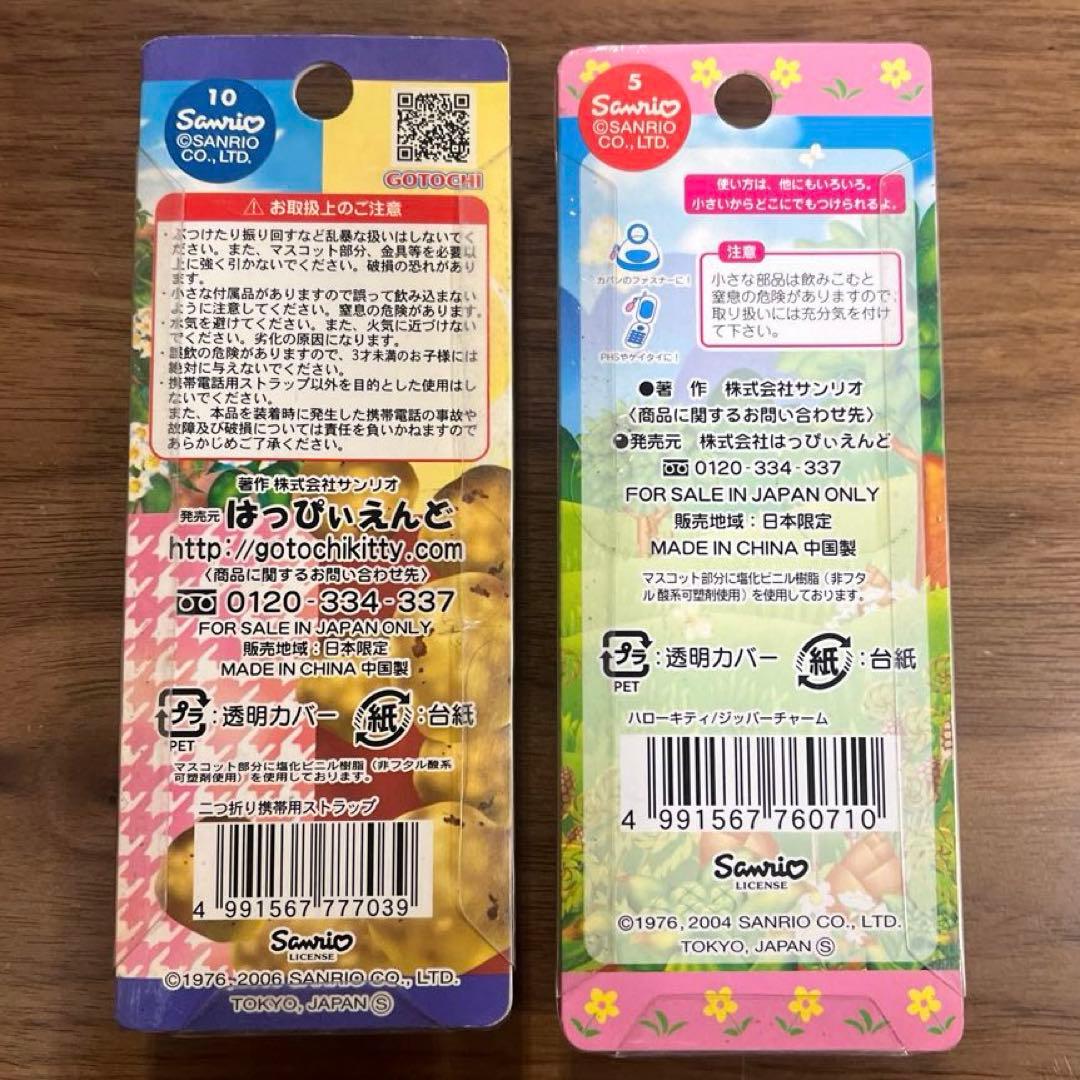 10
Sanrio
©SANRIO
CO., LTD.
GOTOCHI
⚠ お取扱上のご注意
・ぶつけたり振り回すなど乱暴な扱いはしないでく
ださい。また、マスコット部分、金具等を必要以
上に強く引かないでください。破損の恐れがあり
ます。
・小さな付属品がありますので誤って飲み込まない
ように注意してください。窒息の危険があります。
・水気を避けてください。また、火気に近づけない
でください。劣化の原因になります。
・誤飲の危険がありますので、3才未満のお子様には
絶対に与えないでください。
・携帯電話用ストラップ以外を目的とした使用はし
ないでください。
また、本品を装着時に発生した携帯電話の事故や
故障及び破損については責任を負いかねますので
あらかじめご了承ください。
著作 株式会社サンリオ
発売元 はっぴぃえんど
http://gotochikitty.com
〈商品に関するお問い合わせ先〉
0120-334-337
FOR SALE IN JAPAN ONLY
販売地域：日本限定
MADE IN CHINA 中国製
プラ：透明カバー 紙：台紙
PET
マスコット部分に塩化ビニル樹脂（非フタル酸系
可塑剤使用）を使用しております。
二つ折り携帯用ストラップ
4 991567 777039
Sanrio
LICENSE
©1976, 2006 SANRIO CO., LTD.
TOKYO, JAPAN Ⓢ
5
Sanrio
©SANRIO
CO., LTD.
使い方は、他にもいろいろ。
小さいからどこにでもつけられるよ。
カバンのファスナーに！
PHSやケイタイに！
注意
小さな部品は飲みこむと
窒息の危険がありますので、
取り扱いには充分気を付け
て下さい。
●著 作 株式会社サンリオ
〈商品に関するお問い合わせ先〉
●発売元 株式会社はっぴぃえんど
0120-334-337
FOR SALE IN JAPAN ONLY
販売地域：日本限定
MADE IN CHINA 中国製
マスコット部分に塩化ビニル樹脂（非フタ
ル酸系可塑剤使用）を使用しております。
プラ：透明カバー 紙：台紙
PET
ハローキティ/ジッパーチャーム
4 991567 760710
Sanrio
LICENSE
©1976, 2004 SANRIO CO., LTD.
TOKYO, JAPAN Ⓢ